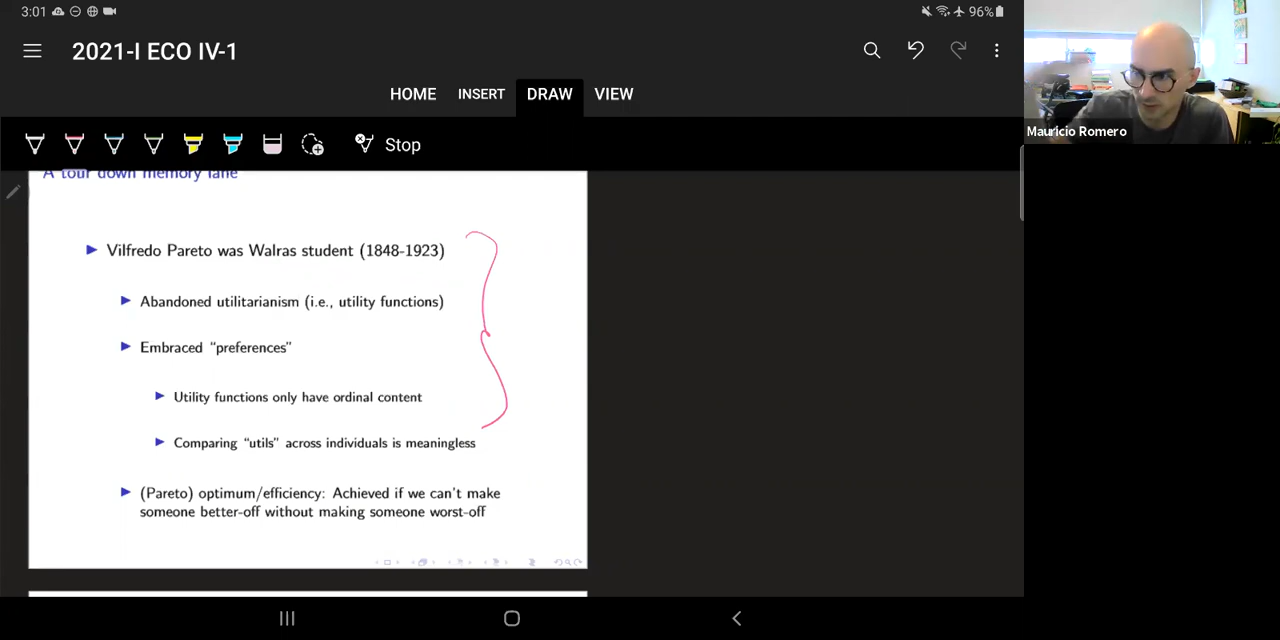 3:01
96%
2021-I ECO IV-1
HOME INSERT DRAW VIEW
Stop
Mauricio Romero
A tour down memory lane
Vilfredo Pareto was Walras student (1848-1923)
Abandoned utilitarianism (i.e., utility functions)
Embraced “preferences”
Utility functions only have ordinal content
Comparing “utils” across individuals is meaningless
(Pareto) optimum/efficiency: Achieved if we can't make
someone better-off without making someone worst-off